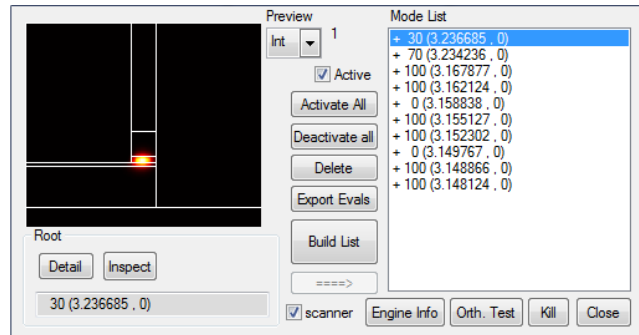 Preview
Mode List
Int
1
Active
Activate All
Deactivate all
Delete
Export Evals
Build List
====>
+ 30 (3.236685 , 0)
+ 70 (3.234236 , 0)
+ 100 (3.167877 , 0)
+ 100 (3.162124 , 0)
+ 0 (3.158838 , 0)
+ 100 (3.155127 , 0)
+ 100 (3.152302 , 0)
+ 0 (3.149767 , 0)
+ 100 (3.148866 , 0)
+ 100 (3.148124 , 0)
Root
Detail Inspect
30 (3.236685 , 0)
scanner Engine Info Orth. Test Kill Close